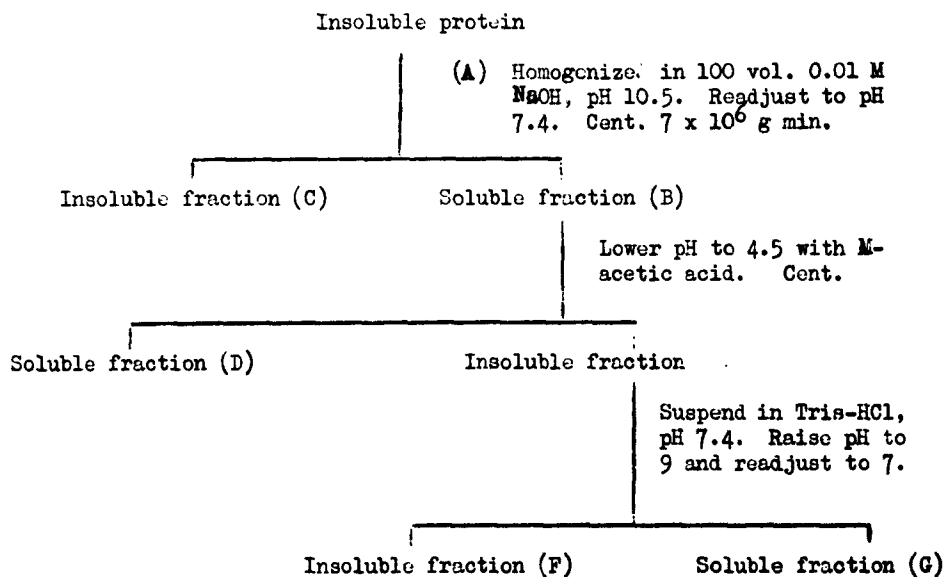 Insoluble protein
(A) Homogenize. in 100 vol. 0.01 M
NaOH, pH 10.5. Readjust to pH
7.4. Cent. 7 x 10⁶ g min.
Insoluble fraction (C) Soluble fraction (B)
Lower pH to 4.5 with M-
acetic acid. Cent.
Soluble fraction (D) Insoluble fraction
Suspend in Tris-HCl,
pH 7.4. Raise pH to
9 and readjust to 7.
Insoluble fraction (F) Soluble fraction (G)